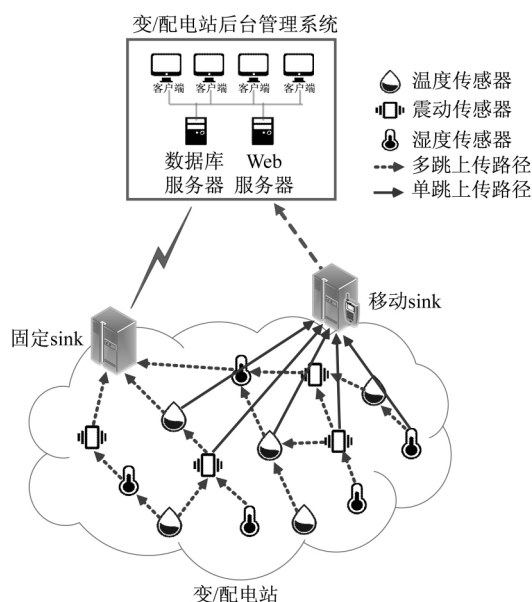 变/配电站后台管理系统
客户端 客户端 客户端 客户端
数据库 Web
服务器 服务器
温度传感器
震动传感器
湿度传感器
多跳上传路径
单跳上传路径
移动sink
固定sink
变/配电站